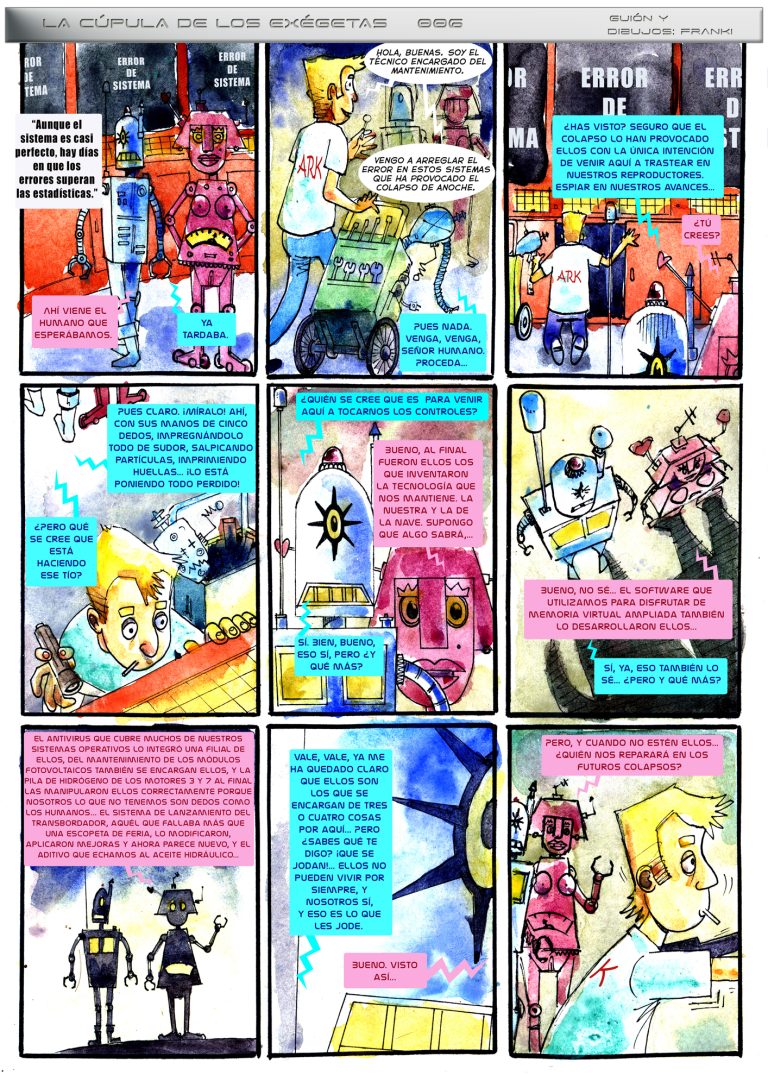 LA CÚPULA DE LOS EXÉGETAS 006
GUIÓN Y
DIBUJOS: FRANKI
ERROR
DE
SISTEMA
ERROR
DE
SISTEMA
“Aunque el
sistema es casi
perfecto, hay días
en que los
errores superan
las estadísticas.”
AHÍ VIENE EL
HUMANO QUE
ESPERÁBAMOS.
YA
TARDABA.
HOLA, BUENAS. SOY EL
TÉCNICO ENCARGADO DEL
MANTENIMIENTO.
ARK
VENGO A ARREGLAR EL
ERROR EN ESTOS SISTEMAS
QUE HA PROVOCADO EL
COLAPSO DE ANOCHE.
PUES NADA.
VENGA, VENGA,
SEÑOR HUMANO.
PROCEDA...
ERROR
DE
¿HAS VISTO? SEGURO QUE EL
COLAPSO LO HAN PROVOCADO
ELLOS CON LA ÚNICA INTENCIÓN
DE VENIR AQUÍ A TRASTEAR EN
NUESTROS REPRODUCTORES.
ESPIAR EN NUESTROS AVANCES...
¿TÚ
CREES?
ARK
PUES CLARO. ¡MÍRALO! AHÍ,
CON SUS MANOS DE CINCO
DEDOS, IMPREGNÁNDOLO
TODO DE SUDOR, SALPICANDO
PARTÍCULAS, IMPRIMIENDO
HUELLAS... ¡LO ESTÁ
PONIENDO TODO PERDIDO!
¿PERO QUÉ
SE CREE QUE
ESTÁ
HACIENDO
ESE TÍO?
¿QUIÉN SE CREE QUE ES PARA VENIR
AQUÍ A TOCARNOS LOS CONTROLES?
BUENO, AL FINAL
FUERON ELLOS LOS
QUE INVENTARON
LA TECNOLOGÍA QUE
NOS MANTIENE. LA
NUESTRA Y LA DE
LA NAVE. SUPONGO
QUE ALGO SABRÁ,...
SÍ. BIEN, BUENO,
ESO SÍ, PERO ¿Y
QUÉ MÁS?
BUENO, NO SÉ... EL SOFTWARE QUE
UTILIZAMOS PARA DISFRUTAR DE
MEMORIA VIRTUAL AMPLIADA TAMBIÉN
LO DESARROLLARON ELLOS...
SÍ, YA, ESO TAMBIÉN LO
SÉ... ¿PERO Y QUÉ MÁS?
EL ANTIVIRUS QUE CUBRE MUCHOS DE NUESTROS
SISTEMAS OPERATIVOS LO INTEGRÓ UNA FILIAL DE
ELLOS, DEL MANTENIMIENTO DE LOS MÓDULOS
FOTOVOLTAICOS TAMBIÉN SE ENCARGAN ELLOS, Y LA
PILA DE HIDRÓGENO DE LOS MOTORES 3 Y 7 AL FINAL
LAS MANIPULARON ELLOS CORRECTAMENTE PORQUE
NOSOTROS LO QUE NO TENEMOS SON DEDOS COMO
LOS HUMANOS... EL SISTEMA DE LANZAMIENTO DEL
TRANSBORDADOR, AQUÉL QUE FALLABA MÁS QUE
UNA ESCOPETA DE FERIA, LO MODIFICARON,
APLICARON MEJORAS Y AHORA PARECE NUEVO, Y EL
ADITIVO QUE ECHAMOS AL ACEITE HIDRÁULICO...
VALE, VALE, YA ME
HA QUEDADO CLARO
QUE ELLOS SON
LOS QUE SE
ENCARGAN DE TRES
O CUATRO COSAS
POR AQUÍ... PERO
¿SABES QUÉ TE
DIGO? ¡QUE SE
JODAN!... ELLOS NO
PUEDEN VIVIR POR
SIEMPRE, Y
NOSOTROS SÍ,
Y ESO ES LO QUE
LES JODE.
BUENO. VISTO
ASÍ...
PERO, Y CUANDO NO ESTÉN ELLOS...
¿QUIÉN NOS REPARARÁ EN LOS
FUTUROS COLAPSOS?
K